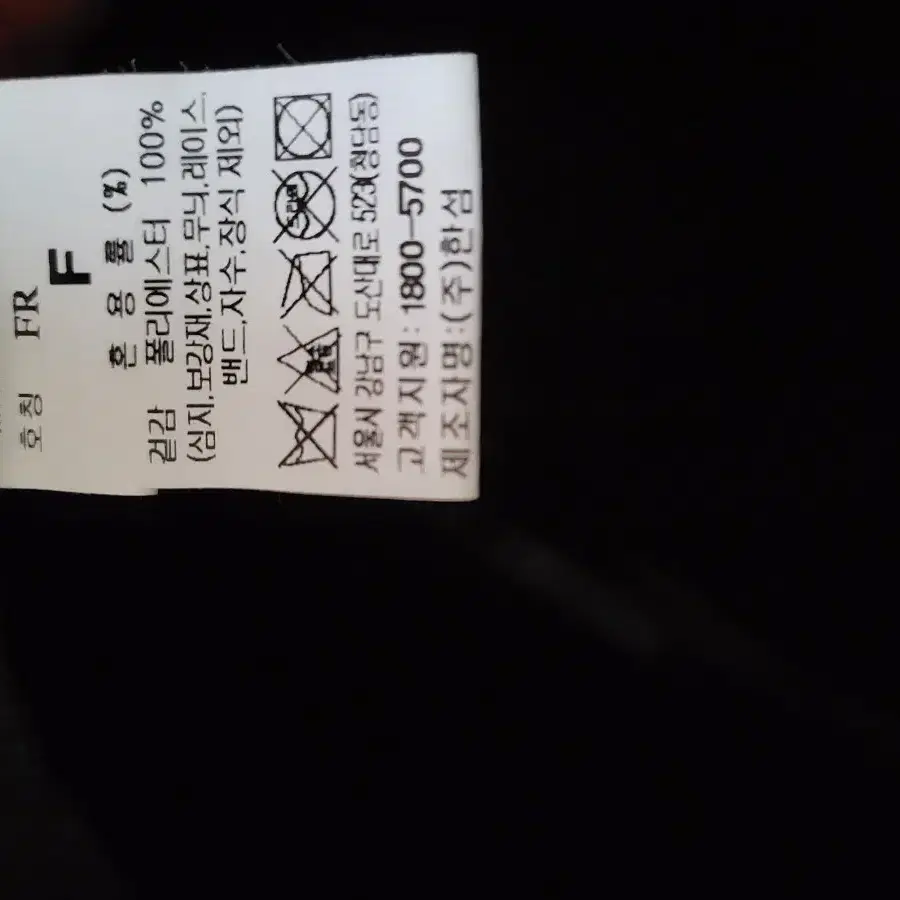 호칭 FR
F
혼 용 률 (%)
겉감 폴리에스터 100%
(심지,보강재,상표,무늬,레이스,
밴드,자수,장식 제외)
드라이
서울시 강남구 도산대로 523(청담동)
고객지원 : 1800-5700
제조자명 : (주)한섬